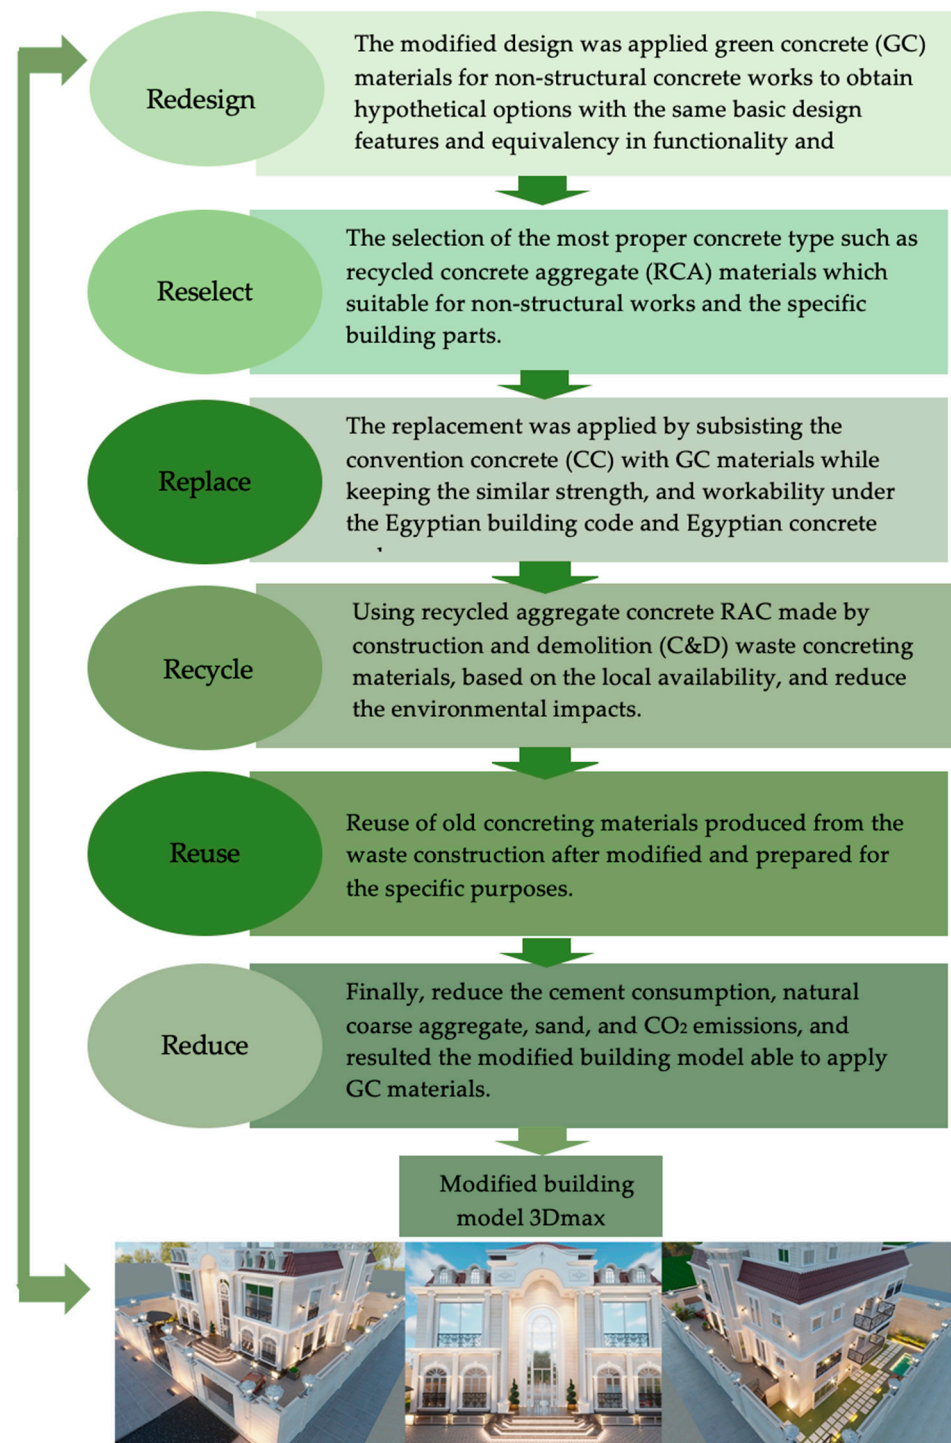 Redesign
The modified design was applied green concrete (GC)
materials for non-structural concrete works to obtain
hypothetical options with the same basic design
features and equivalency in functionality and
Reselect
The selection of the most proper concrete type such as
recycled concrete aggregate (RCA) materials which
suitable for non-structural works and the specific
building parts.
Replace
The replacement was applied by subsisting the
convention concrete (CC) with GC materials while
keeping the similar strength, and workability under
the Egyptian building code and Egyptian concrete
Recycle
Using recycled aggregate concrete RAC made by
construction and demolition (C&D) waste concreting
materials, based on the local availability, and reduce
the environmental impacts.
Reuse
Reuse of old concreting materials produced from the
waste construction after modified and prepared for
the specific purposes.
Reduce
Finally, reduce the cement consumption, natural
coarse aggregate, sand, and CO₂ emissions, and
resulted the modified building model able to apply
GC materials.
Modified building
model 3Dmax